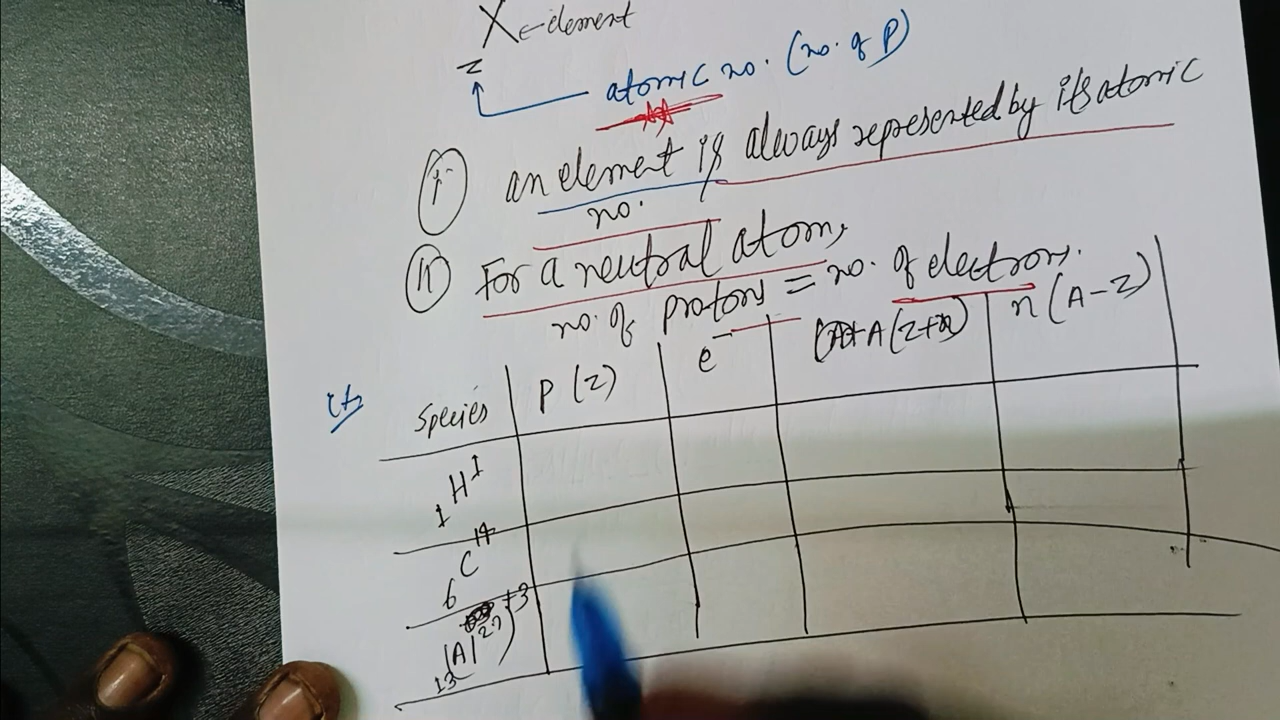 X ← element
Z
atomic no. (no. of P)
(i) an element is always represented by its atomic
no.
(ii) For a neutral atom,
no. of protons = no. of electrons.
Species P (Z) e⁻ A (Z+n) n (A-Z)
₁H¹
₆C¹⁴
(₁₃Al²⁷)⁺³